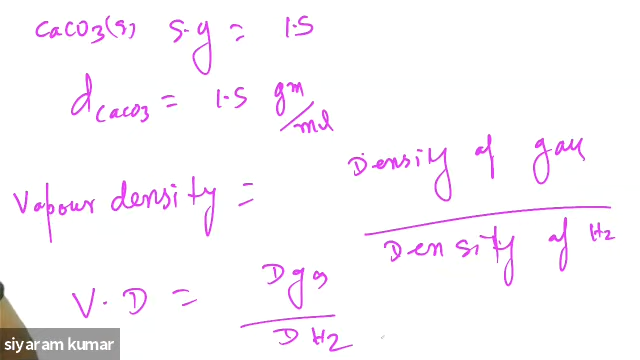 CaCO3(s) S.g = 1.5
dCaCO3 = 1.5 gm/ml
Vapour density = Density of gas / Density of H2
V.D = Dgas / DH2
siyaram kumar